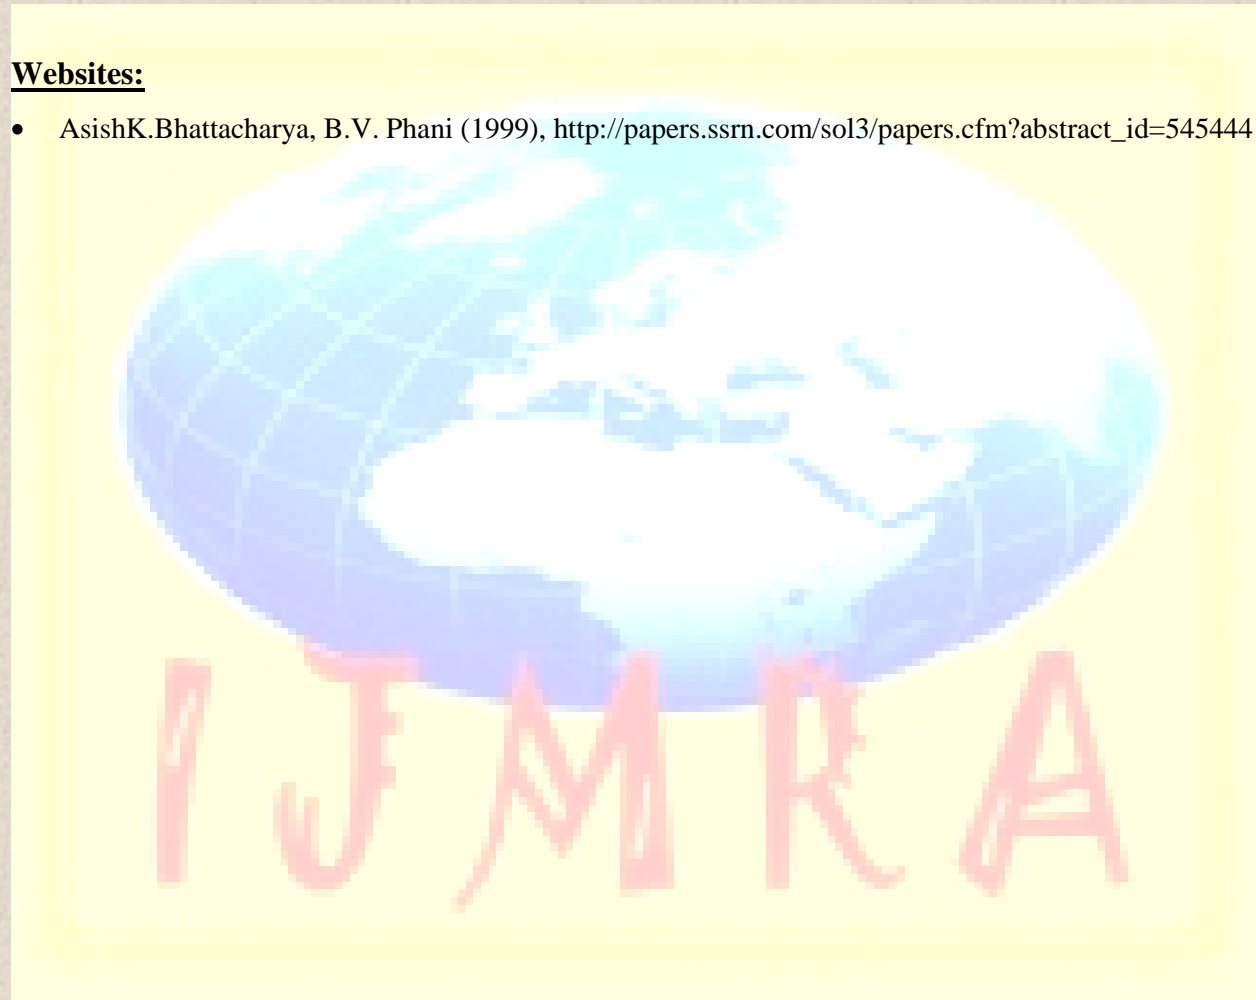 Websites:
• AsishK.Bhattacharya, B.V. Phani (1999), http://papers.ssrn.com/sol3/papers.cfm?abstract_id=545444
IJMRA